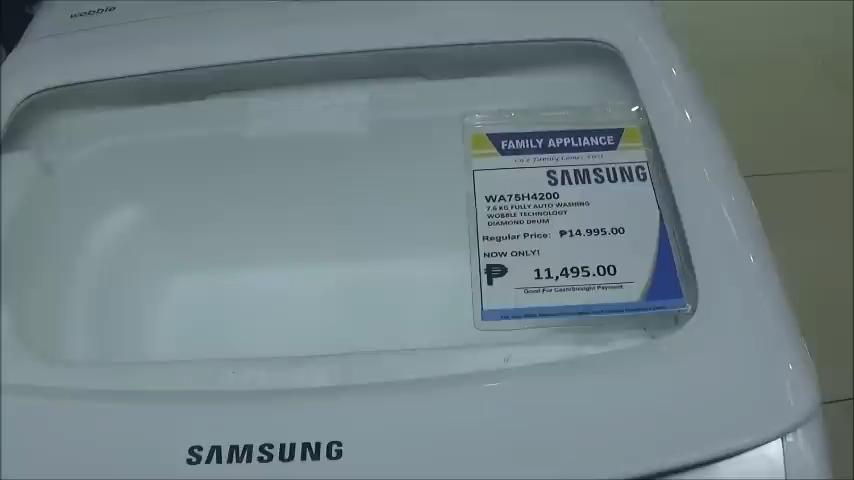 wobble
FAMILY APPLIANCE
SAMSUNG
WA75H4200
7.5 KG FULLY AUTO WASHING
WOBBLE TECHNOLOGY
DIAMOND DRUM
Regular Price: ₱14.995.00
NOW ONLY!
₱ 11,495.00
Good For Cash/Straight Payment
SAMSUNG